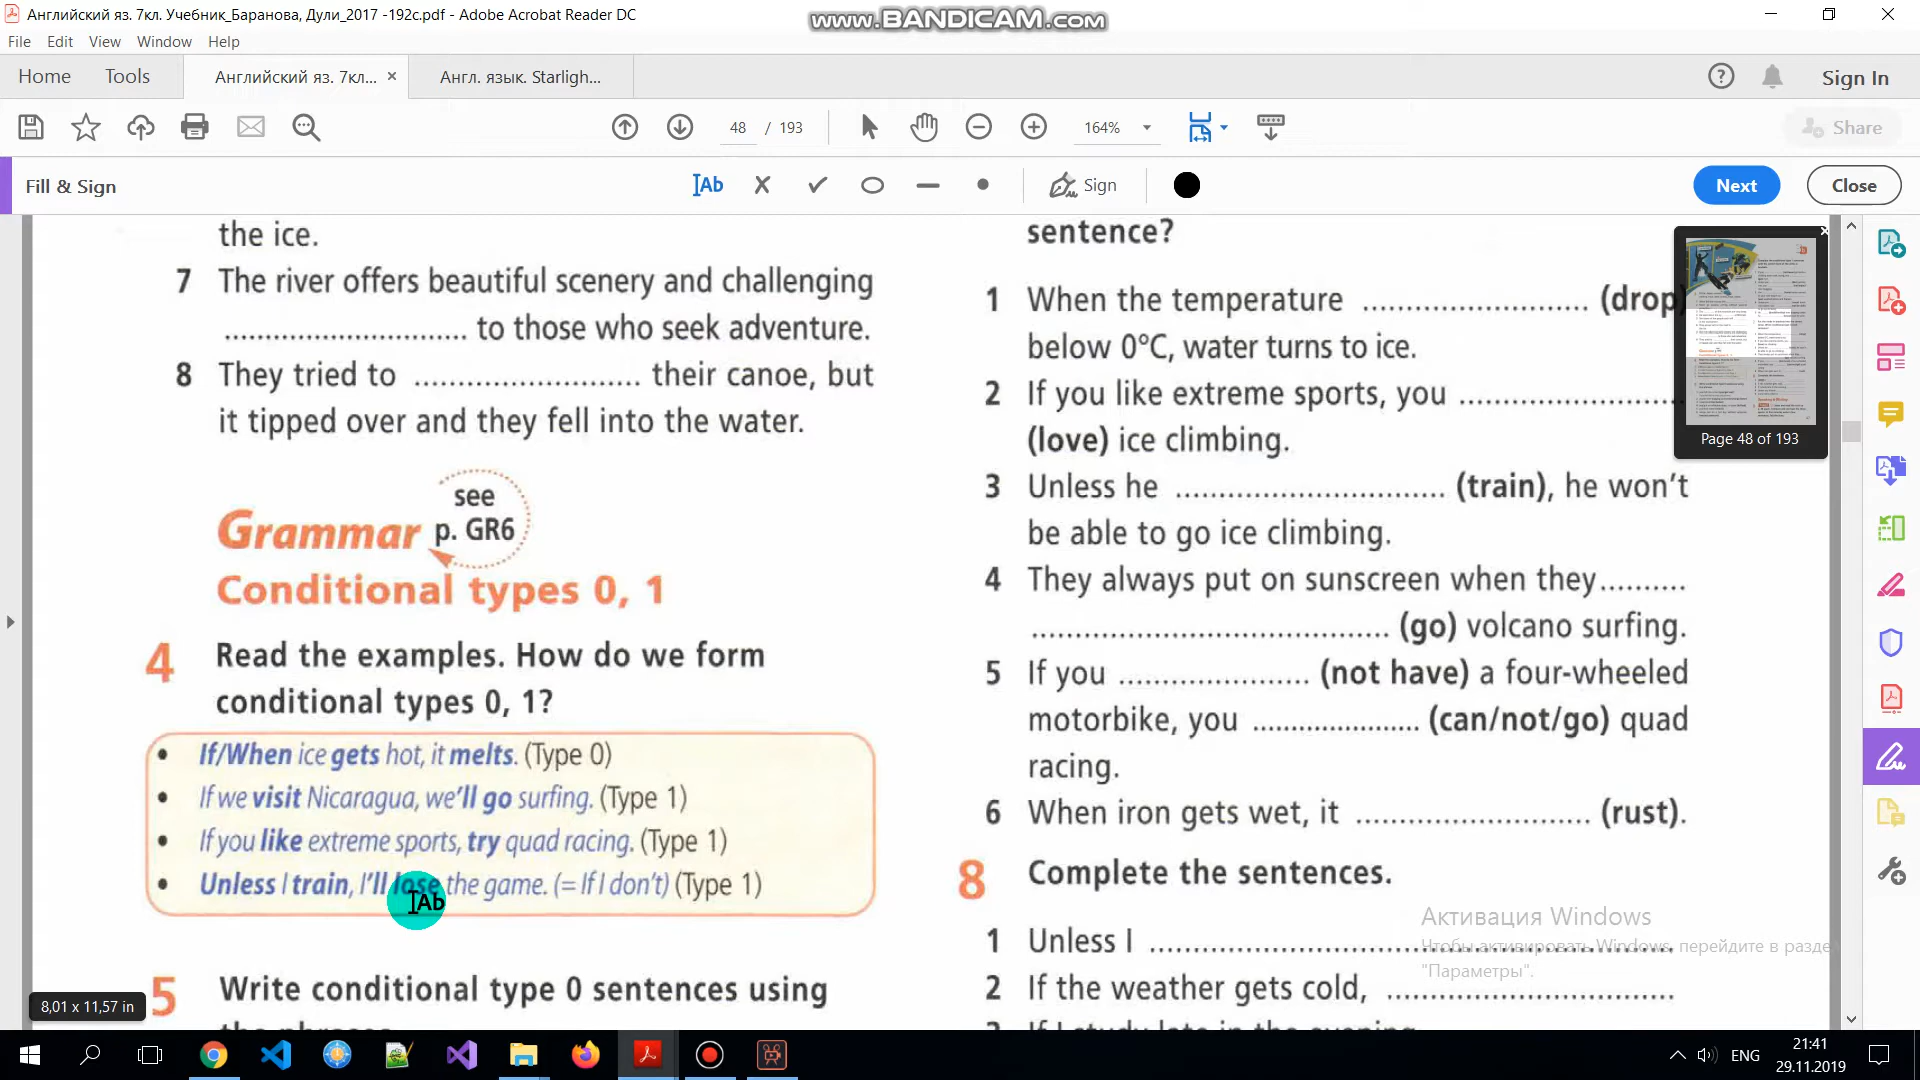 Английский яз. 7кл. Учебник_Баранова, Дули_2017 -192с.pdf - Adobe Acrobat Reader DC
www.BANDICAM.com
File Edit View Window Help
Home Tools Английский яз. 7кл... × Англ. язык. Starligh... Sign In
48 / 193 164% Share
Fill & Sign Ab Sign Next Close
the ice.
7 The river offers beautiful scenery and challenging
............................ to those who seek adventure.
8 They tried to .......................... their canoe, but
it tipped over and they fell into the water.
Grammar see p. GR6
Conditional types 0, 1
4 Read the examples. How do we form
conditional types 0, 1?
• If/When ice gets hot, it melts. (Type 0)
• If we visit Nicaragua, we'll go surfing. (Type 1)
• If you like extreme sports, try quad racing. (Type 1)
• Unless I train, I'll lose the game. (= If I don't) (Type 1)
Ab
5 Write conditional type 0 sentences using
8,01 x 11,57 in
sentence?
1 When the temperature .......................... (drop)
below 0°C, water turns to ice.
2 If you like extreme sports, you ..........................
(love) ice climbing.
3 Unless he ............................... (train), he won't
be able to go ice climbing.
4 They always put on sunscreen when they..........
......................................... (go) volcano surfing.
5 If you ...................... (not have) a four-wheeled
motorbike, you ................... (can/not/go) quad
racing.
6 When iron gets wet, it ........................... (rust).
8 Complete the sentences.
1 Unless I ............................................................
2 If the weather gets cold, .................................
3 If I study late in the evening
Page 48 of 193
Активация Windows
Чтобы активировать Windows, перейдите в разде
"Параметры".
ENG
21:41
29.11.2019